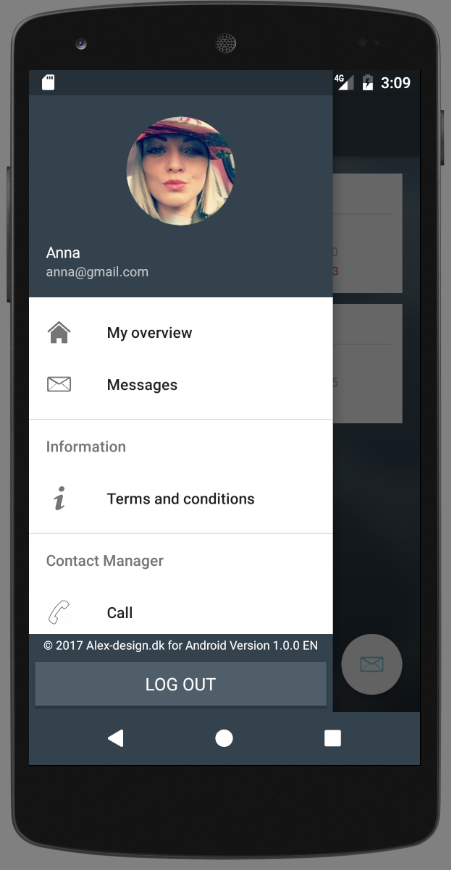 4G
3:09
Anna
anna@gmail.com
My overview
Messages
Information
Terms and conditions
Contact Manager
Call
© 2017 Alex-design.dk for Android Version 1.0.0 EN
LOG OUT